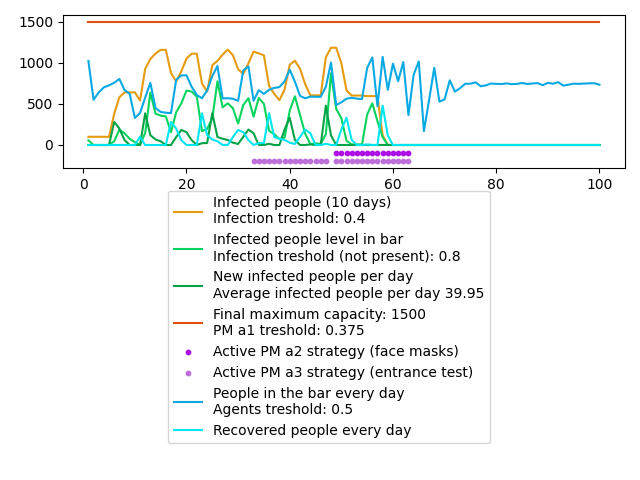 1500
1000
500
0
0
20
40
60
80
100
Infected people (10 days)
Infection treshold: 0.4
Infected people level in bar
Infection treshold (not present): 0.8
New infected people per day
Average infected people per day 39.95
Final maximum capacity: 1500
PM a1 treshold: 0.375
Active PM a2 strategy (face masks)
Active PM a3 strategy (entrance test)
People in the bar every day
Agents treshold: 0.5
Recovered people every day